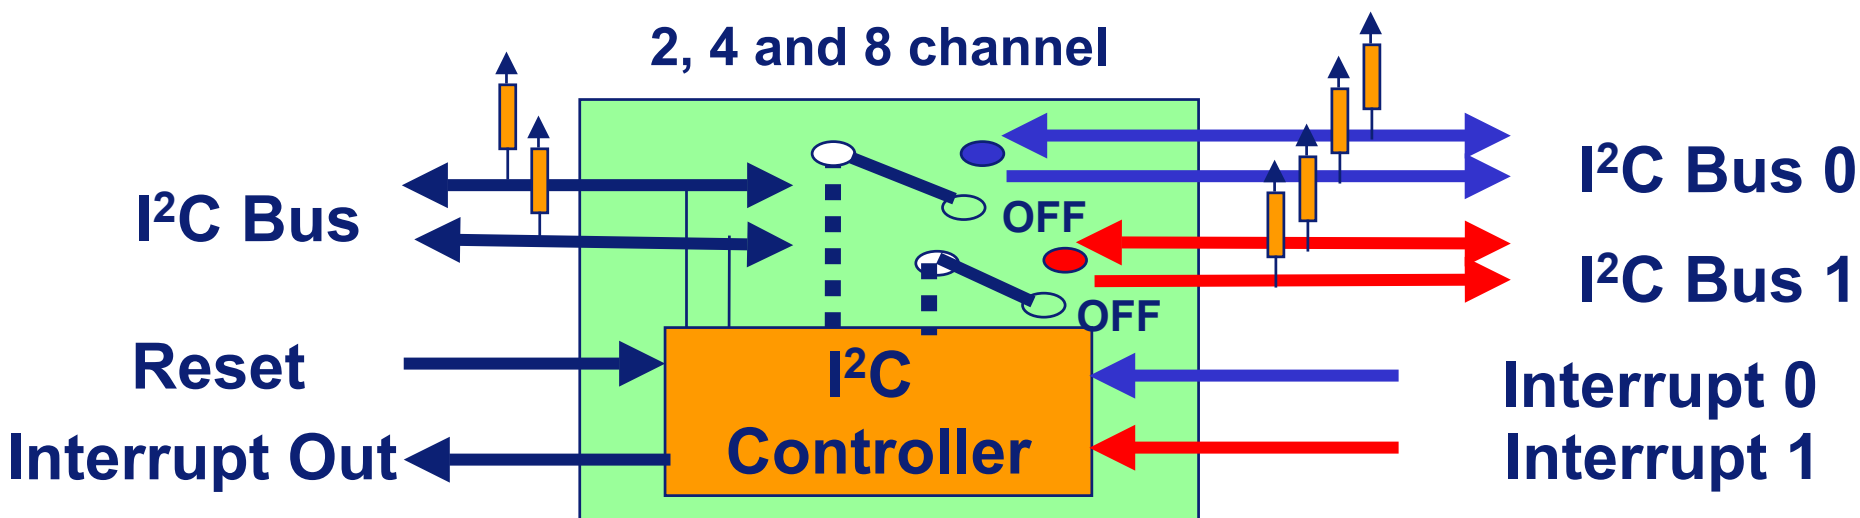 2, 4 and 8 channel
I²C Bus 0
I²C Bus
OFF
I²C Bus 1
OFF
Reset
I²C
Controller
Interrupt 0
Interrupt Out
Interrupt 1